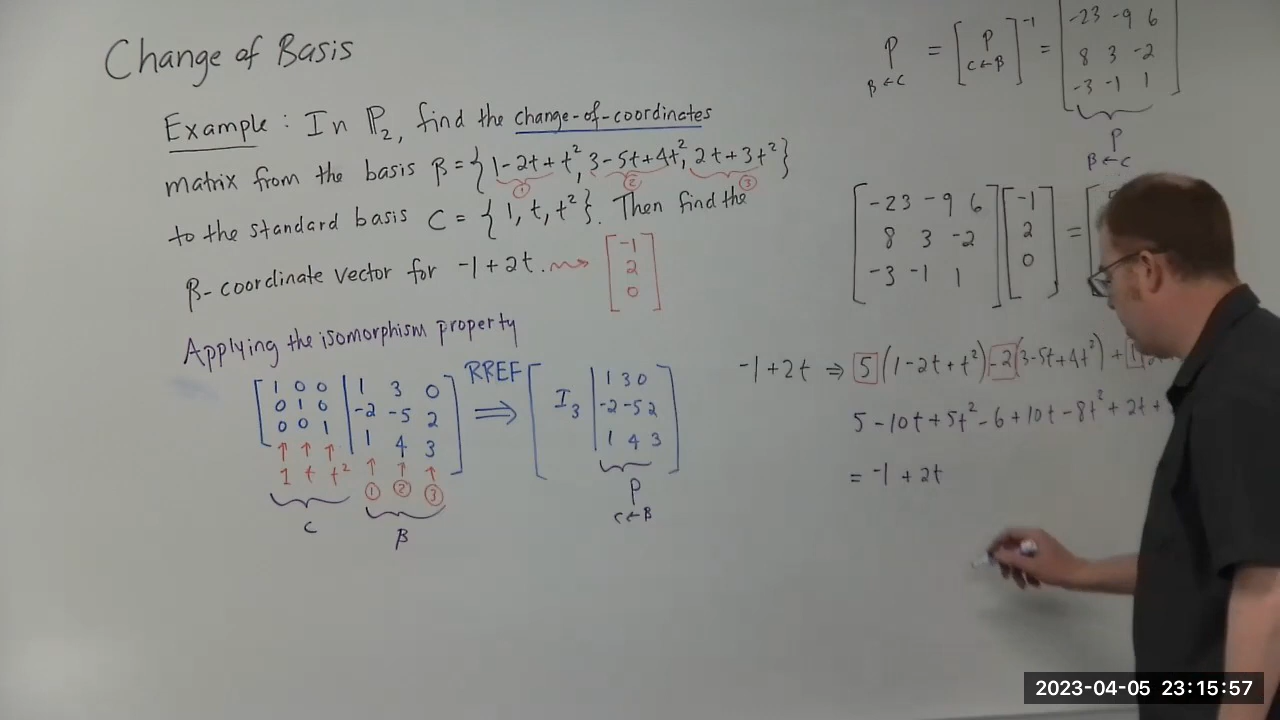 Change of Basis
Example: In ℙ₂, find the change-of-coordinates
matrix from the basis β = {1-2t+t², 3-5t+4t², 2t+3t²}
① ② ③
to the standard basis C = {1, t, t²}. Then find the
β-coordinate vector for -1+2t. ⇝ [-1
2
0]
Applying the isomorphism property
[1 0 0 | 1 3 0] RREF [ | 1 3 0 ]
[0 1 0 | -2 -5 2] ⟹ [ I₃ | -2 -5 2 ]
[0 0 1 | 1 4 3] [ | 1 4 3 ]
↑ ↑ ↑ ↑ ↑ ↑
1 t t² ① ② ③
C β
P
C←β
P = [P]⁻¹ = [-23 -9 6
β←C C←β 8 3 -2
-3 -1 1]
P
β←C
[-23 -9 6] [-1]
[8 3 -2] [2] = [
[-3 -1 1] [0]
-1+2t ⇒ 5(1-2t+t²) -2(3-5t+4t²) + 1
5-10t+5t²-6+10t-8t²+2t+
= -1+2t
2023-04-05 23:15:57